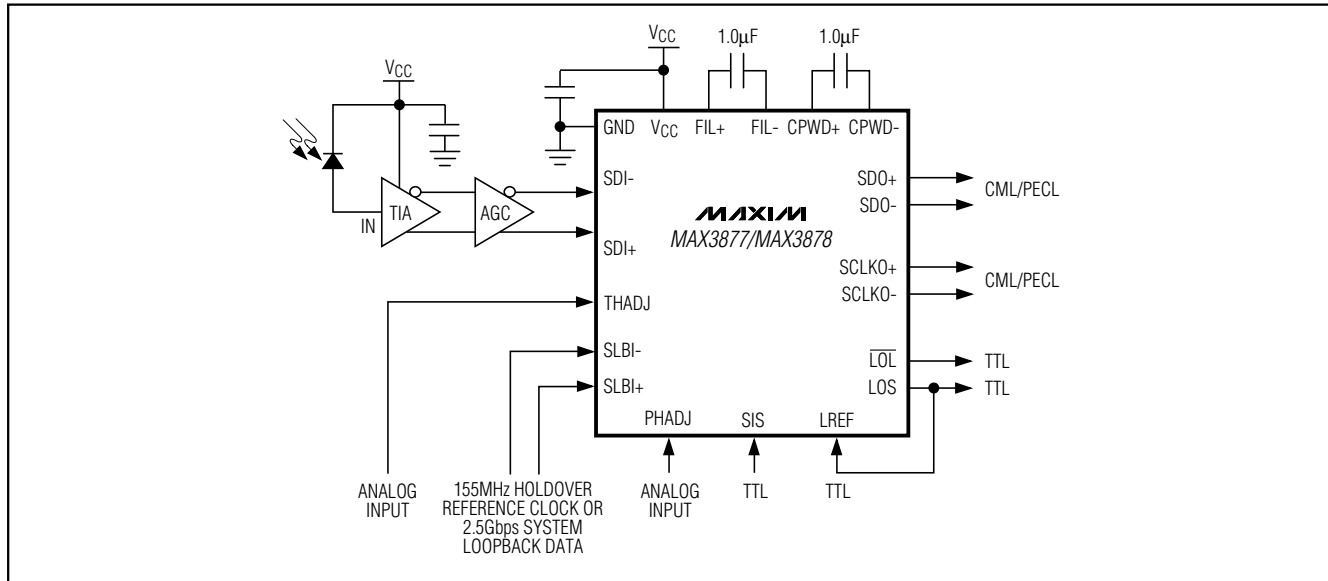 VCC
1.0μF
1.0μF
VCC
GND
VCC
FIL+
FIL-
CPWD+
CPWD-
SDI-
SDO+
CML/PECL
SDO-
TIA
AGC
IN
MAXIM
MAX3877/MAX3878
SDI+
SCLKO+
CML/PECL
SCLKO-
THADJ
SLBI-
LOL
TTL
SLBI+
LOS
TTL
PHADJ
SIS
LREF
ANALOG
INPUT
155MHz HOLDOVER
REFERENCE CLOCK OR
2.5Gbps SYSTEM
LOOPBACK DATA
ANALOG
INPUT
TTL
TTL